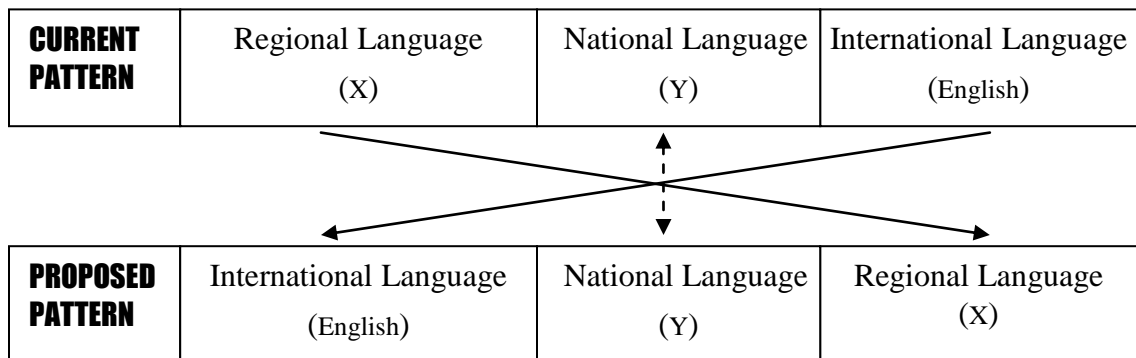 CURRENT PATTERN
Regional Language
(X)
National Language
(Y)
International Language
(English)
PROPOSED PATTERN
International Language
(English)
National Language
(Y)
Regional Language
(X)